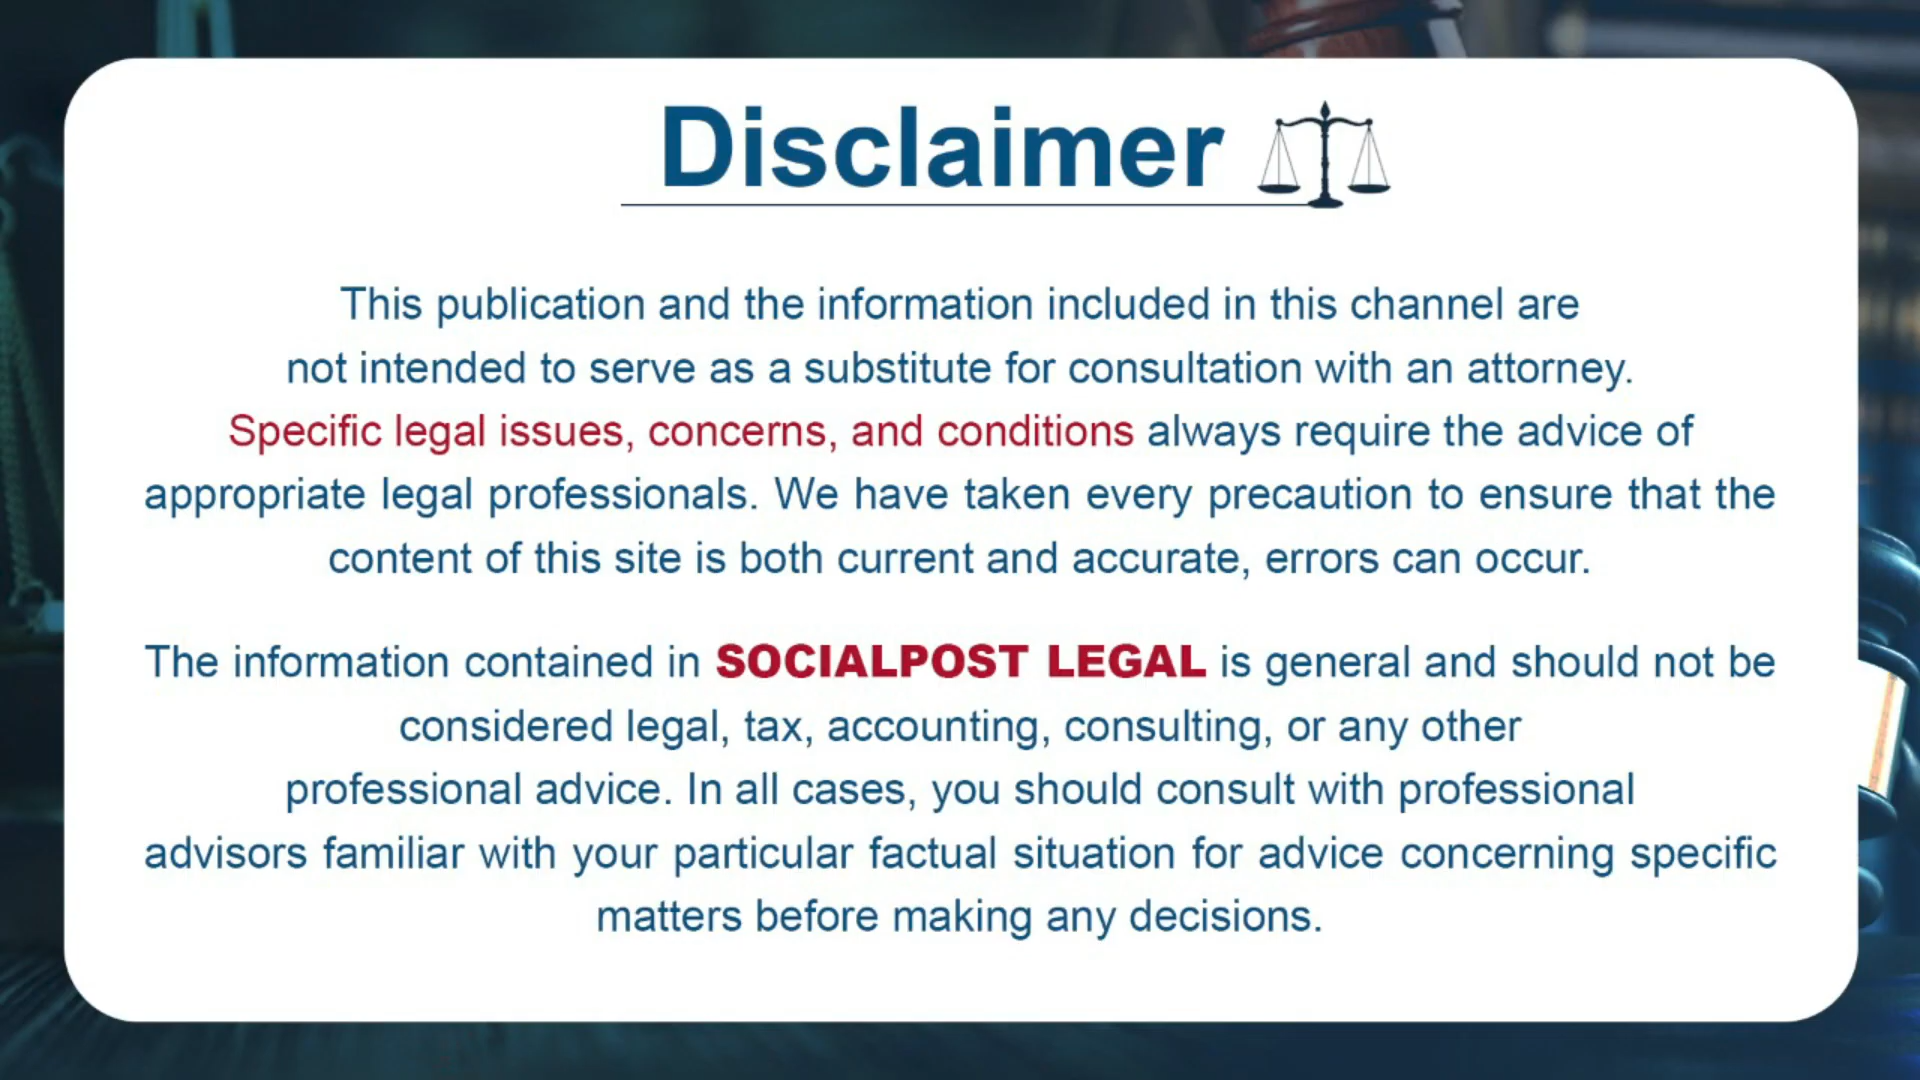 Disclaimer
This publication and the information included in this channel are
not intended to serve as a substitute for consultation with an attorney.
Specific legal issues, concerns, and conditions always require the advice of
appropriate legal professionals. We have taken every precaution to ensure that the
content of this site is both current and accurate, errors can occur.
The information contained in SOCIALPOST LEGAL is general and should not be
considered legal, tax, accounting, consulting, or any other
professional advice. In all cases, you should consult with professional
advisors familiar with your particular factual situation for advice concerning specific
matters before making any decisions.